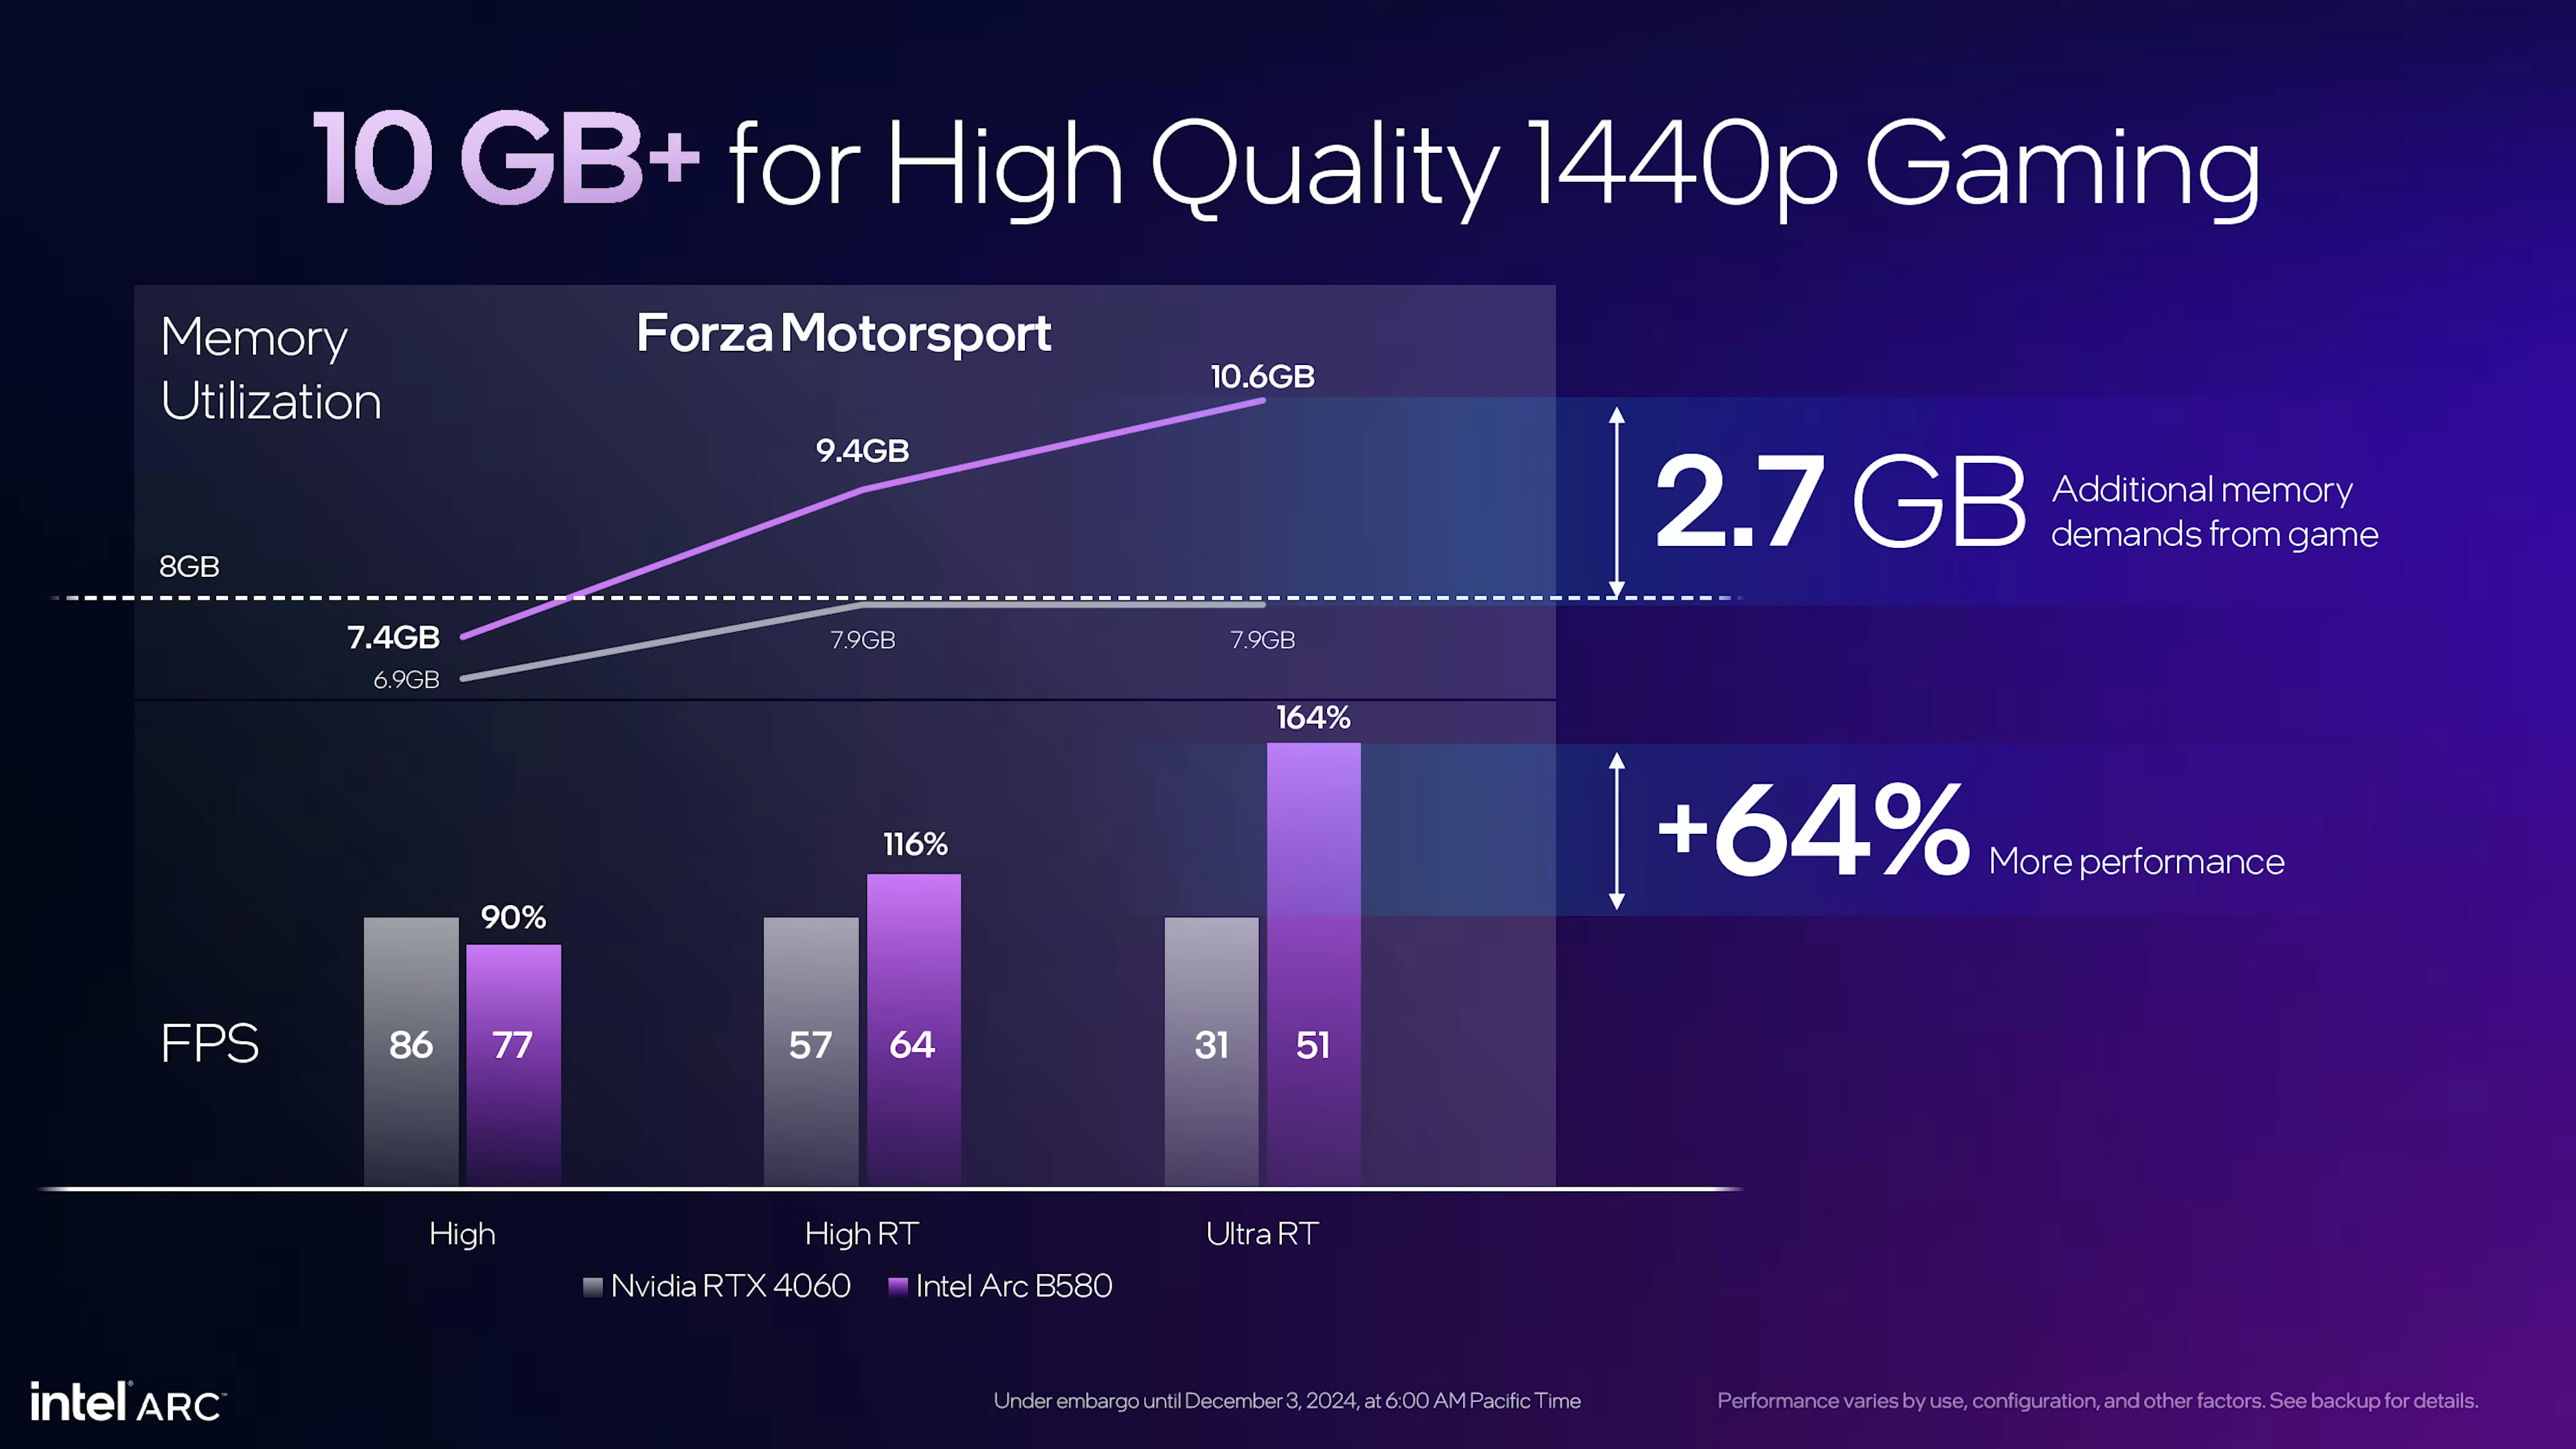 10 GB+ for High Quality 1440p Gaming
Memory
Utilization
Forza Motorsport
10.6GB
9.4GB
8GB
7.4GB
6.9GB
7.9GB
7.9GB
2.7 GB
Additional memory
demands from game
164%
116%
90%
+64% More performance
FPS
86
77
57
64
31
51
High
High RT
Ultra RT
Nvidia RTX 4060
Intel Arc B580
intel® ARC™
Under embargo until December 3, 2024, at 6:00 AM Pacific Time
Performance varies by use, configuration, and other factors. See backup for details.